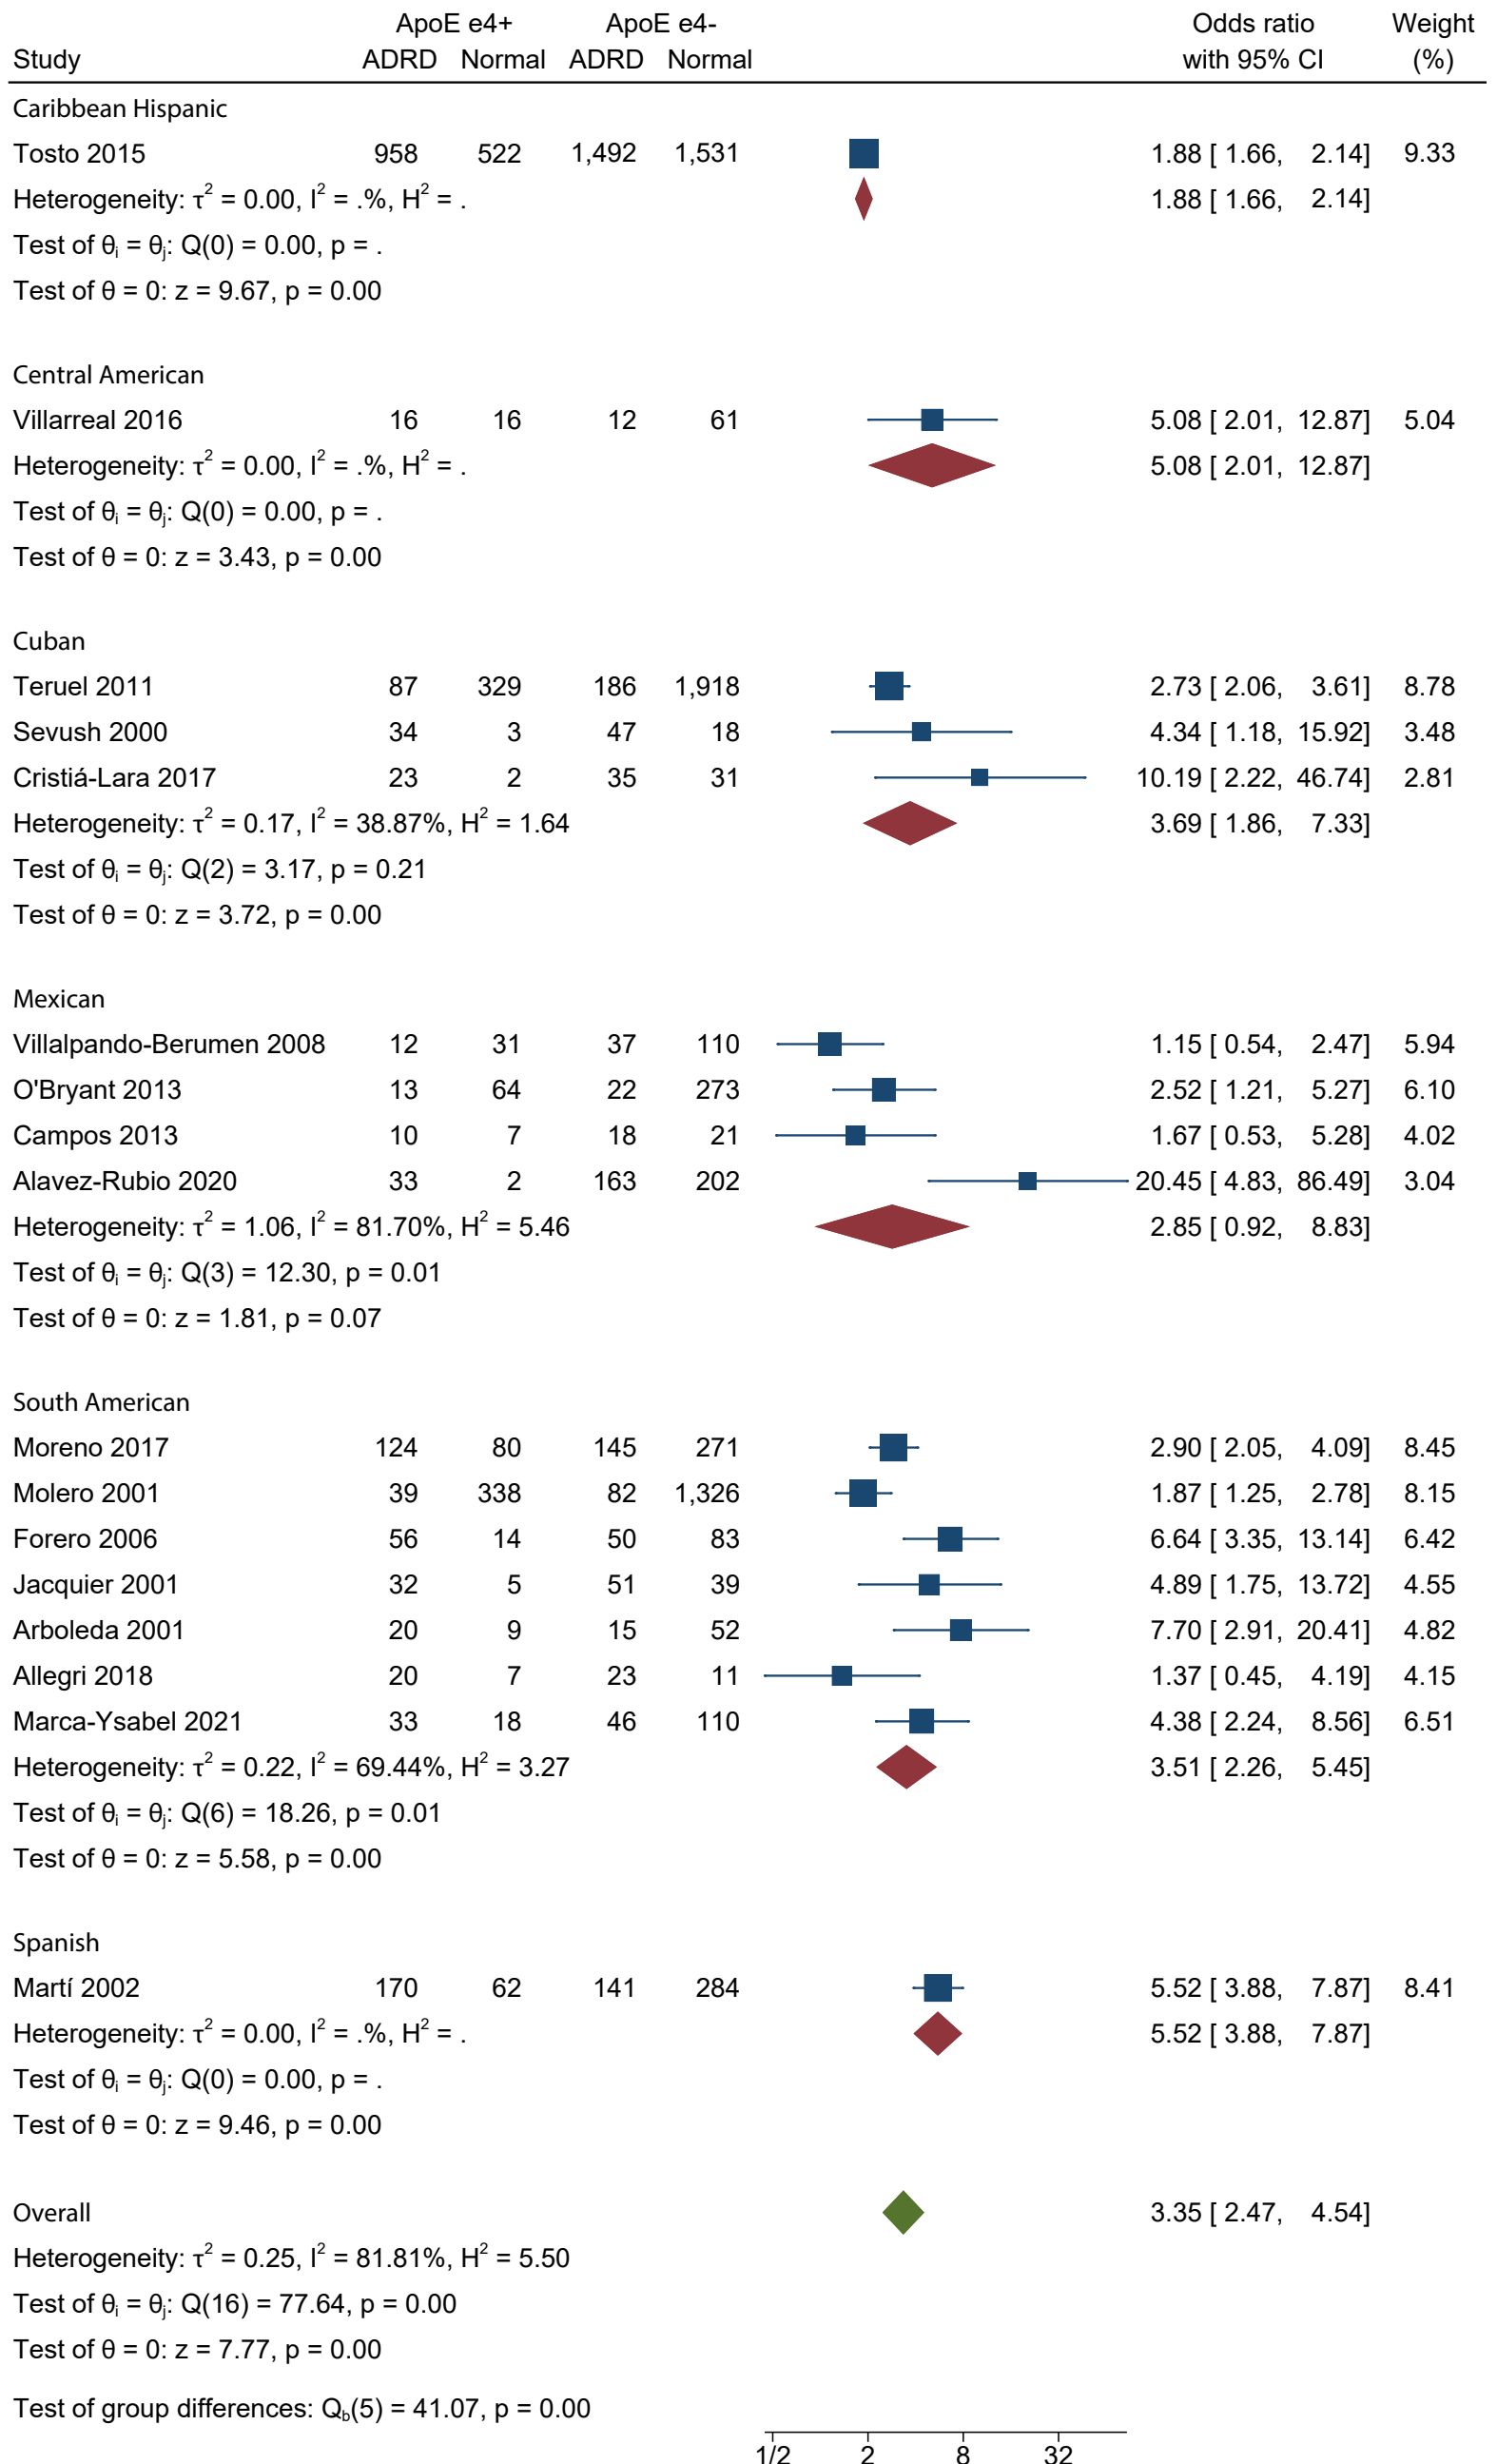 ApoE e4+ ApoE e4- Odds ratio Weight
Study ADRD Normal ADRD Normal with 95% CI (%)
Caribbean Hispanic
Tosto 2015 958 522 1,492 1,531 1.88 [ 1.66, 2.14] 9.33
Heterogeneity: τ² = 0.00, I² = .%, H² = . 1.88 [ 1.66, 2.14]
Test of θᵢ = θⱼ: Q(0) = 0.00, p = .
Test of θ = 0: z = 9.67, p = 0.00
Central American
Villarreal 2016 16 16 12 61 5.08 [ 2.01, 12.87] 5.04
Heterogeneity: τ² = 0.00, I² = .%, H² = . 5.08 [ 2.01, 12.87]
Test of θᵢ = θⱼ: Q(0) = 0.00, p = .
Test of θ = 0: z = 3.43, p = 0.00
Cuban
Teruel 2011 87 329 186 1,918 2.73 [ 2.06, 3.61] 8.78
Sevush 2000 34 3 47 18 4.34 [ 1.18, 15.92] 3.48
Cristiá-Lara 2017 23 2 35 31 10.19 [ 2.22, 46.74] 2.81
Heterogeneity: τ² = 0.17, I² = 38.87%, H² = 1.64 3.69 [ 1.86, 7.33]
Test of θᵢ = θⱼ: Q(2) = 3.17, p = 0.21
Test of θ = 0: z = 3.72, p = 0.00
Mexican
Villalpando-Berumen 2008 12 31 37 110 1.15 [ 0.54, 2.47] 5.94
O'Bryant 2013 13 64 22 273 2.52 [ 1.21, 5.27] 6.10
Campos 2013 10 7 18 21 1.67 [ 0.53, 5.28] 4.02
Alavez-Rubio 2020 33 2 163 202 20.45 [ 4.83, 86.49] 3.04
Heterogeneity: τ² = 1.06, I² = 81.70%, H² = 5.46 2.85 [ 0.92, 8.83]
Test of θᵢ = θⱼ: Q(3) = 12.30, p = 0.01
Test of θ = 0: z = 1.81, p = 0.07
South American
Moreno 2017 124 80 145 271 2.90 [ 2.05, 4.09] 8.45
Molero 2001 39 338 82 1,326 1.87 [ 1.25, 2.78] 8.15
Forero 2006 56 14 50 83 6.64 [ 3.35, 13.14] 6.42
Jacquier 2001 32 5 51 39 4.89 [ 1.75, 13.72] 4.55
Arboleda 2001 20 9 15 52 7.70 [ 2.91, 20.41] 4.82
Allegri 2018 20 7 23 11 1.37 [ 0.45, 4.19] 4.15
Marca-Ysabel 2021 33 18 46 110 4.38 [ 2.24, 8.56] 6.51
Heterogeneity: τ² = 0.22, I² = 69.44%, H² = 3.27 3.51 [ 2.26, 5.45]
Test of θᵢ = θⱼ: Q(6) = 18.26, p = 0.01
Test of θ = 0: z = 5.58, p = 0.00
Spanish
Martí 2002 170 62 141 284 5.52 [ 3.88, 7.87] 8.41
Heterogeneity: τ² = 0.00, I² = .%, H² = . 5.52 [ 3.88, 7.87]
Test of θᵢ = θⱼ: Q(0) = 0.00, p = .
Test of θ = 0: z = 9.46, p = 0.00
Overall 3.35 [ 2.47, 4.54]
Heterogeneity: τ² = 0.25, I² = 81.81%, H² = 5.50
Test of θᵢ = θⱼ: Q(16) = 77.64, p = 0.00
Test of θ = 0: z = 7.77, p = 0.00
Test of group differences: Q_b(5) = 41.07, p = 0.00
1/2 2 8 32